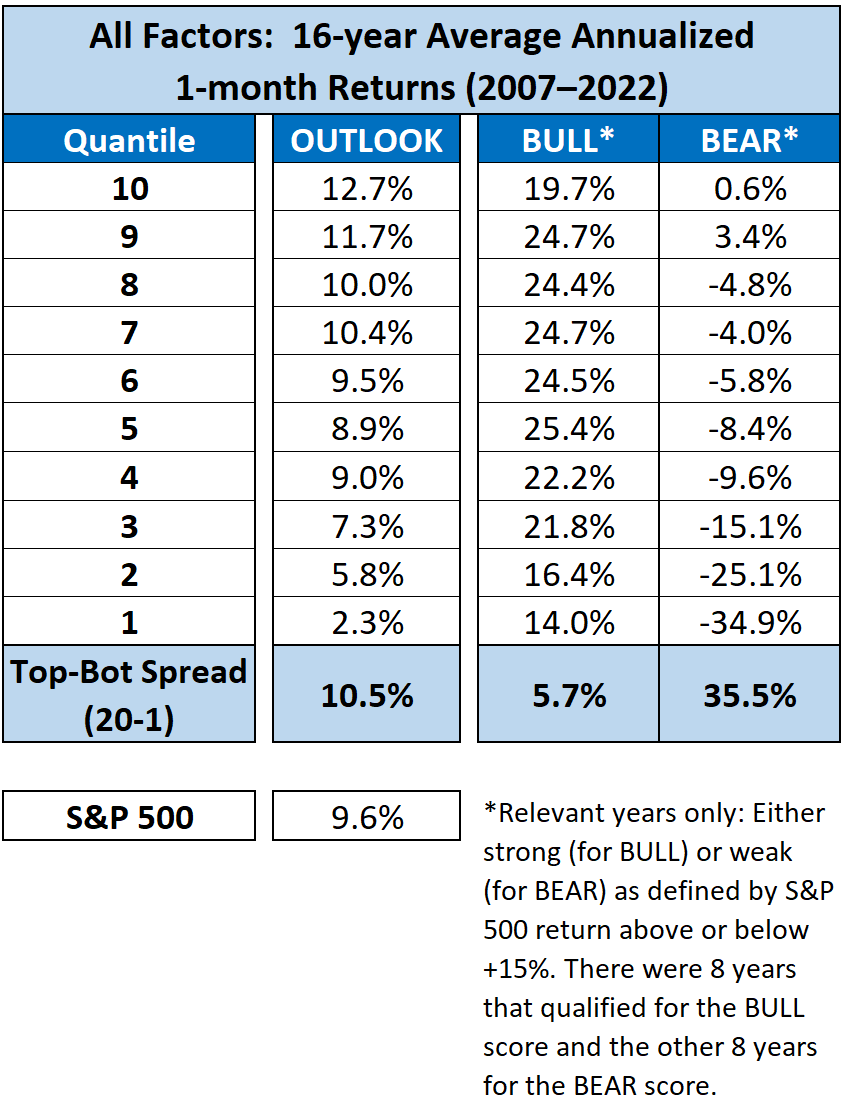 All Factors:  16-year Average Annualized
1-month Returns (2007–2022)
Quantile OUTLOOK BULL* BEAR*
10 12.7% 19.7% 0.6%
9 11.7% 24.7% 3.4%
8 10.0% 24.4% -4.8%
7 10.4% 24.7% -4.0%
6 9.5% 24.5% -5.8%
5 8.9% 25.4% -8.4%
4 9.0% 22.2% -9.6%
3 7.3% 21.8% -15.1%
2 5.8% 16.4% -25.1%
1 2.3% 14.0% -34.9%
Top-Bot Spread
(20-1) 10.5% 5.7% 35.5%
S&P 500 9.6%
*Relevant years only: Either
strong (for BULL) or weak
(for BEAR) as defined by S&P
500 return above or below
+15%. There were 8 years
that qualified for the BULL
score and the other 8 years
for the BEAR score.